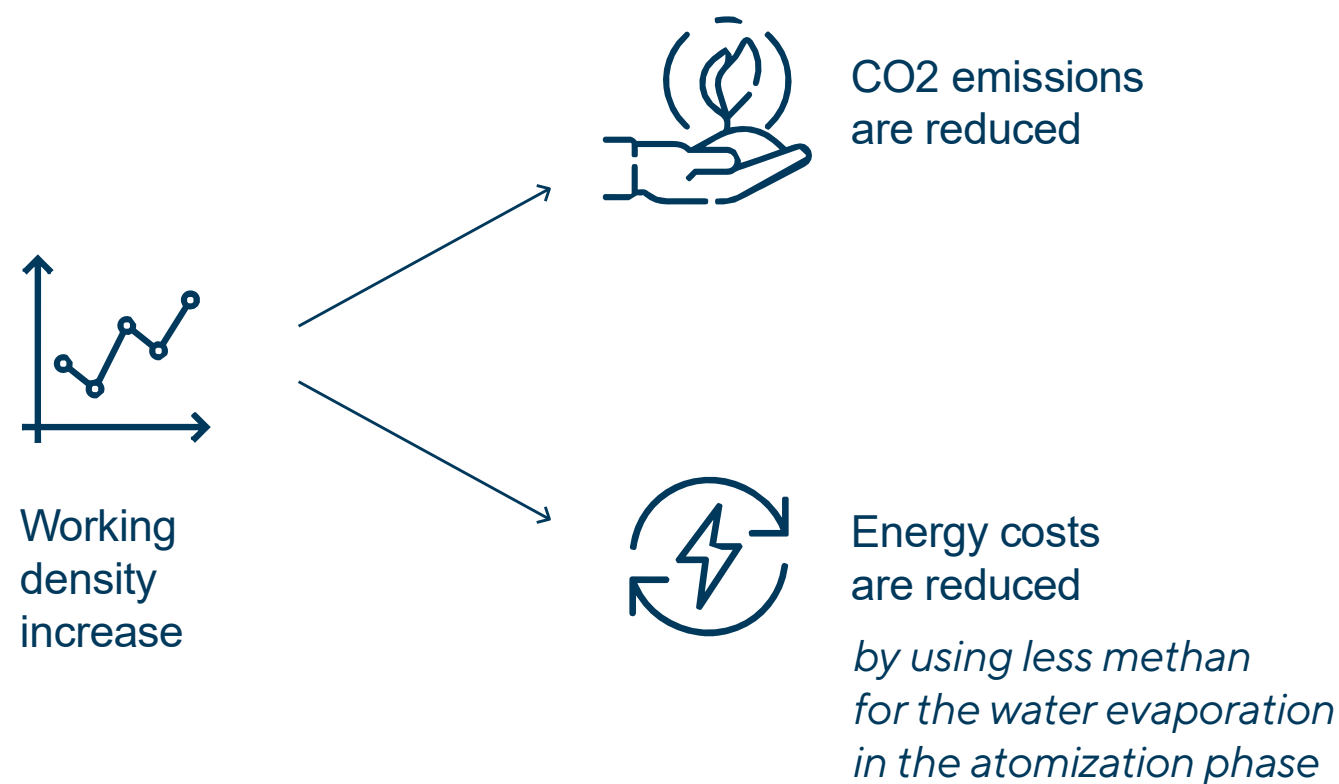 CO2 emissions
are reduced
Working
density
increase
Energy costs
are reduced
by using less methan
for the water evaporation
in the atomization phase